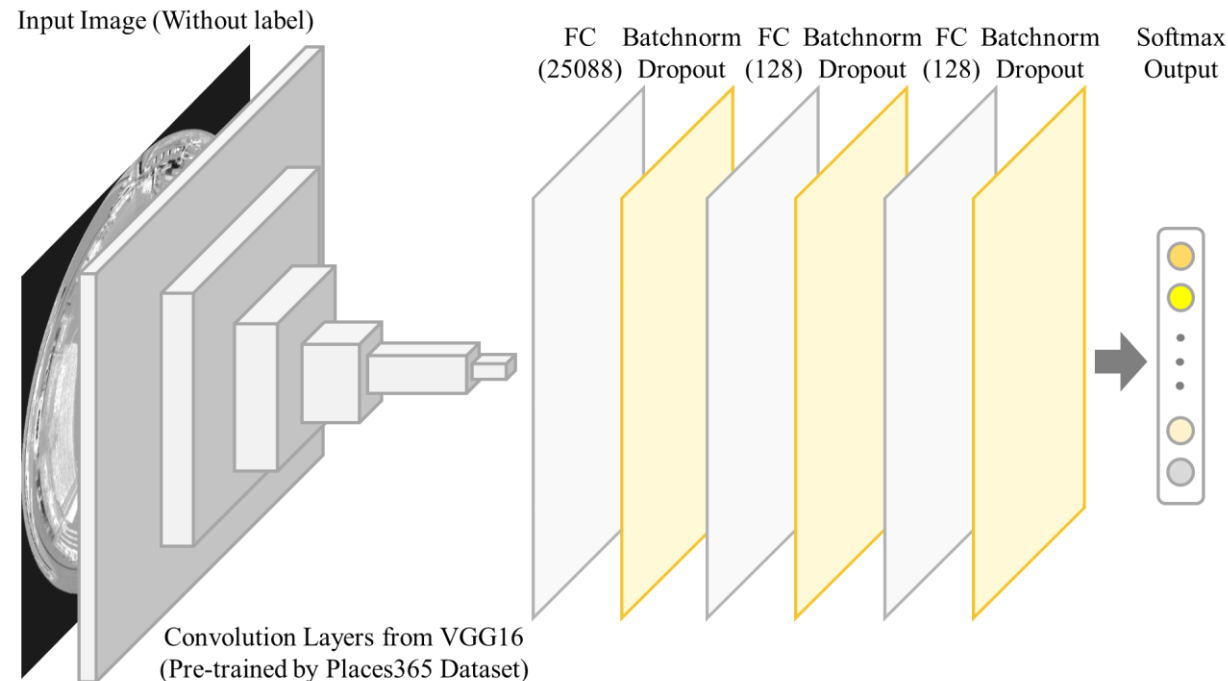 Input Image (Without label)
FC
(25088)
Batchnorm
Dropout
FC
(128)
Batchnorm
Dropout
FC
(128)
Batchnorm
Dropout
Softmax
Output
Convolution Layers from VGG16
(Pre-trained by Places365 Dataset)